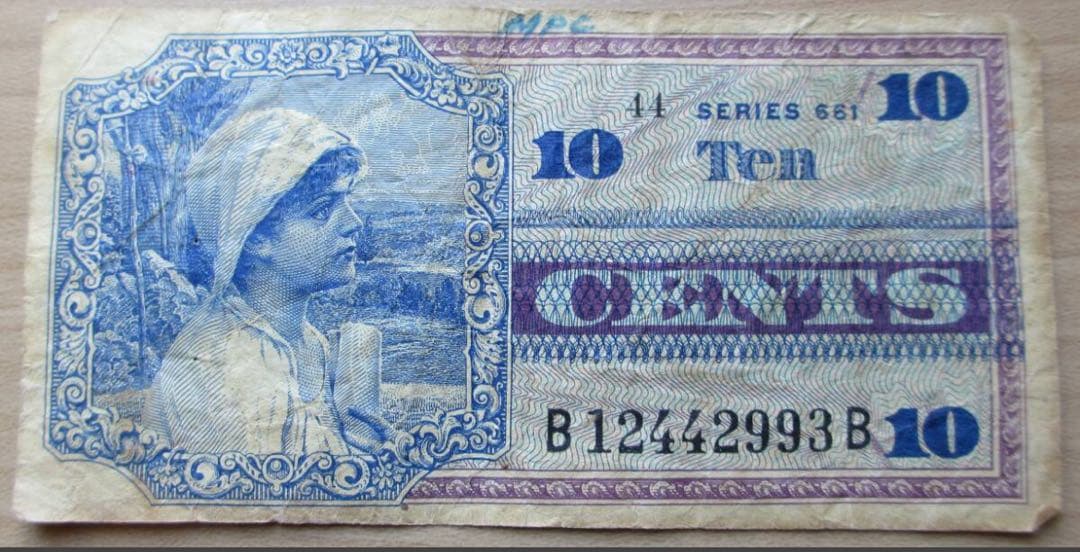 MPC
44 SERIES 661 10
10 Ten
CENTS
B12442993B 10